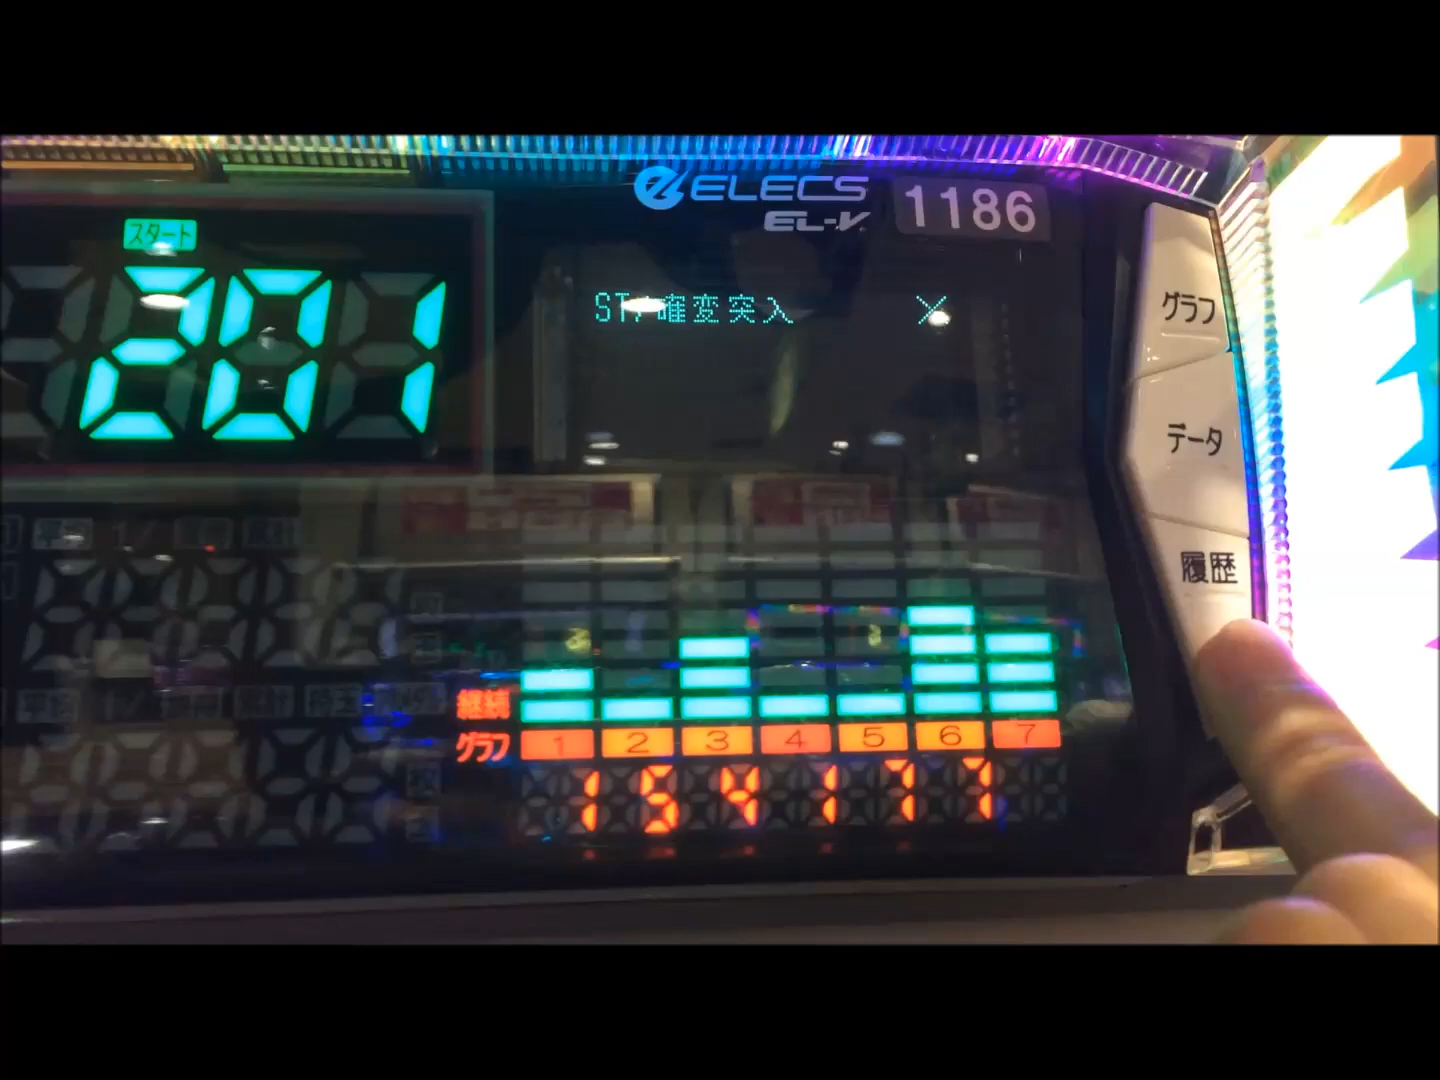 ELECS
EL-V
1186
スタート
201
ST/確変突入 ×
グラフ
データ
履歴
継続
グラフ 1 2 3 4 5 6 7
1 5 4 1 7 7